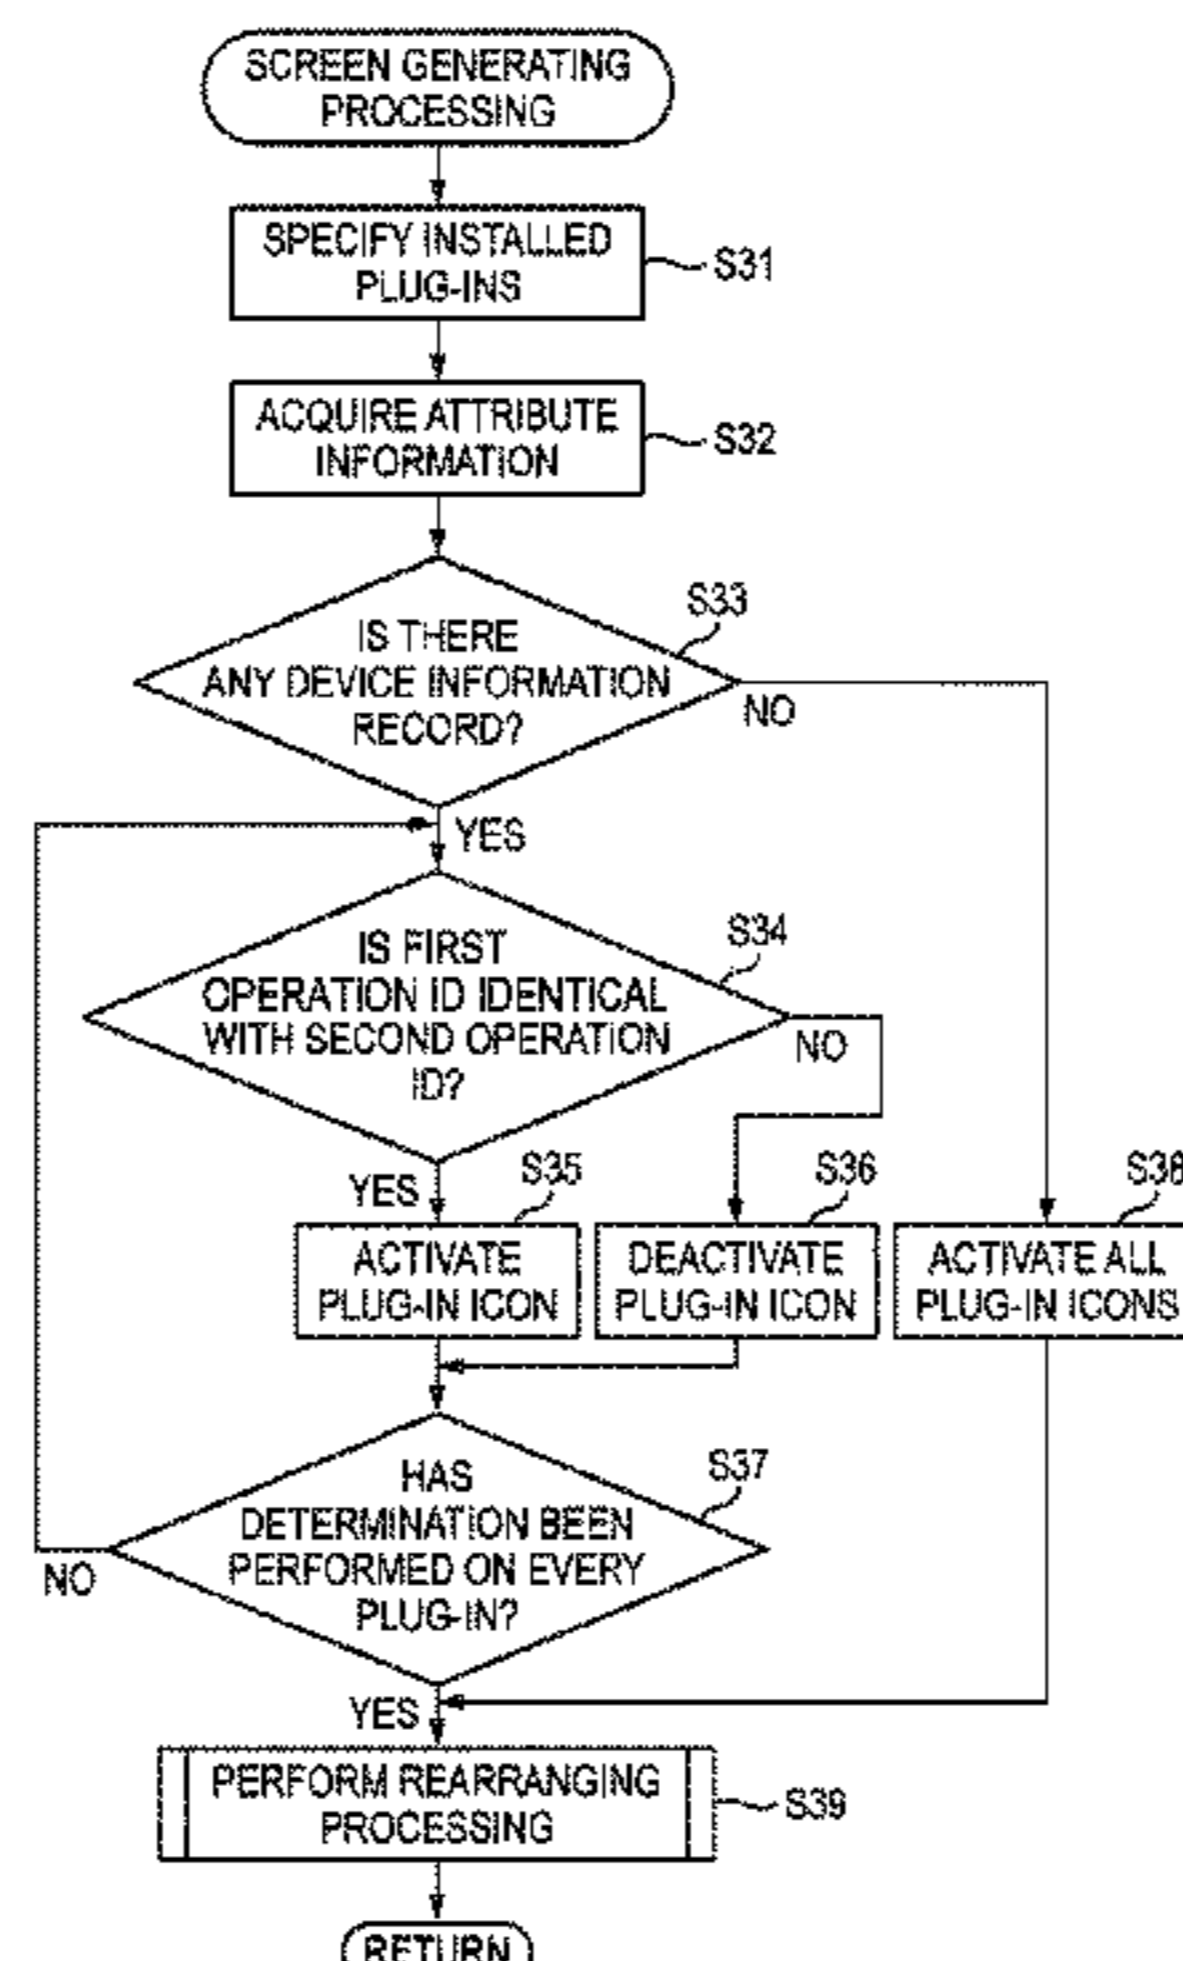 SCREEN GENERATING
PROCESSING
SPECIFY INSTALLED
PLUG-INS
S31
ACQUIRE ATTRIBUTE
INFORMATION
S32
S33
IS THERE
ANY DEVICE INFORMATION
RECORD?
NO
YES
S34
IS FIRST
OPERATION ID IDENTICAL
WITH SECOND OPERATION
ID?
NO
YES
S35
S36
S38
ACTIVATE
PLUG-IN ICON
DEACTIVATE
PLUG-IN ICON
ACTIVATE ALL
PLUG-IN ICONS
S37
HAS
DETERMINATION BEEN
PERFORMED ON EVERY
PLUG-IN?
NO
YES
PERFORM REARRANGING
PROCESSING
S39
RETURN